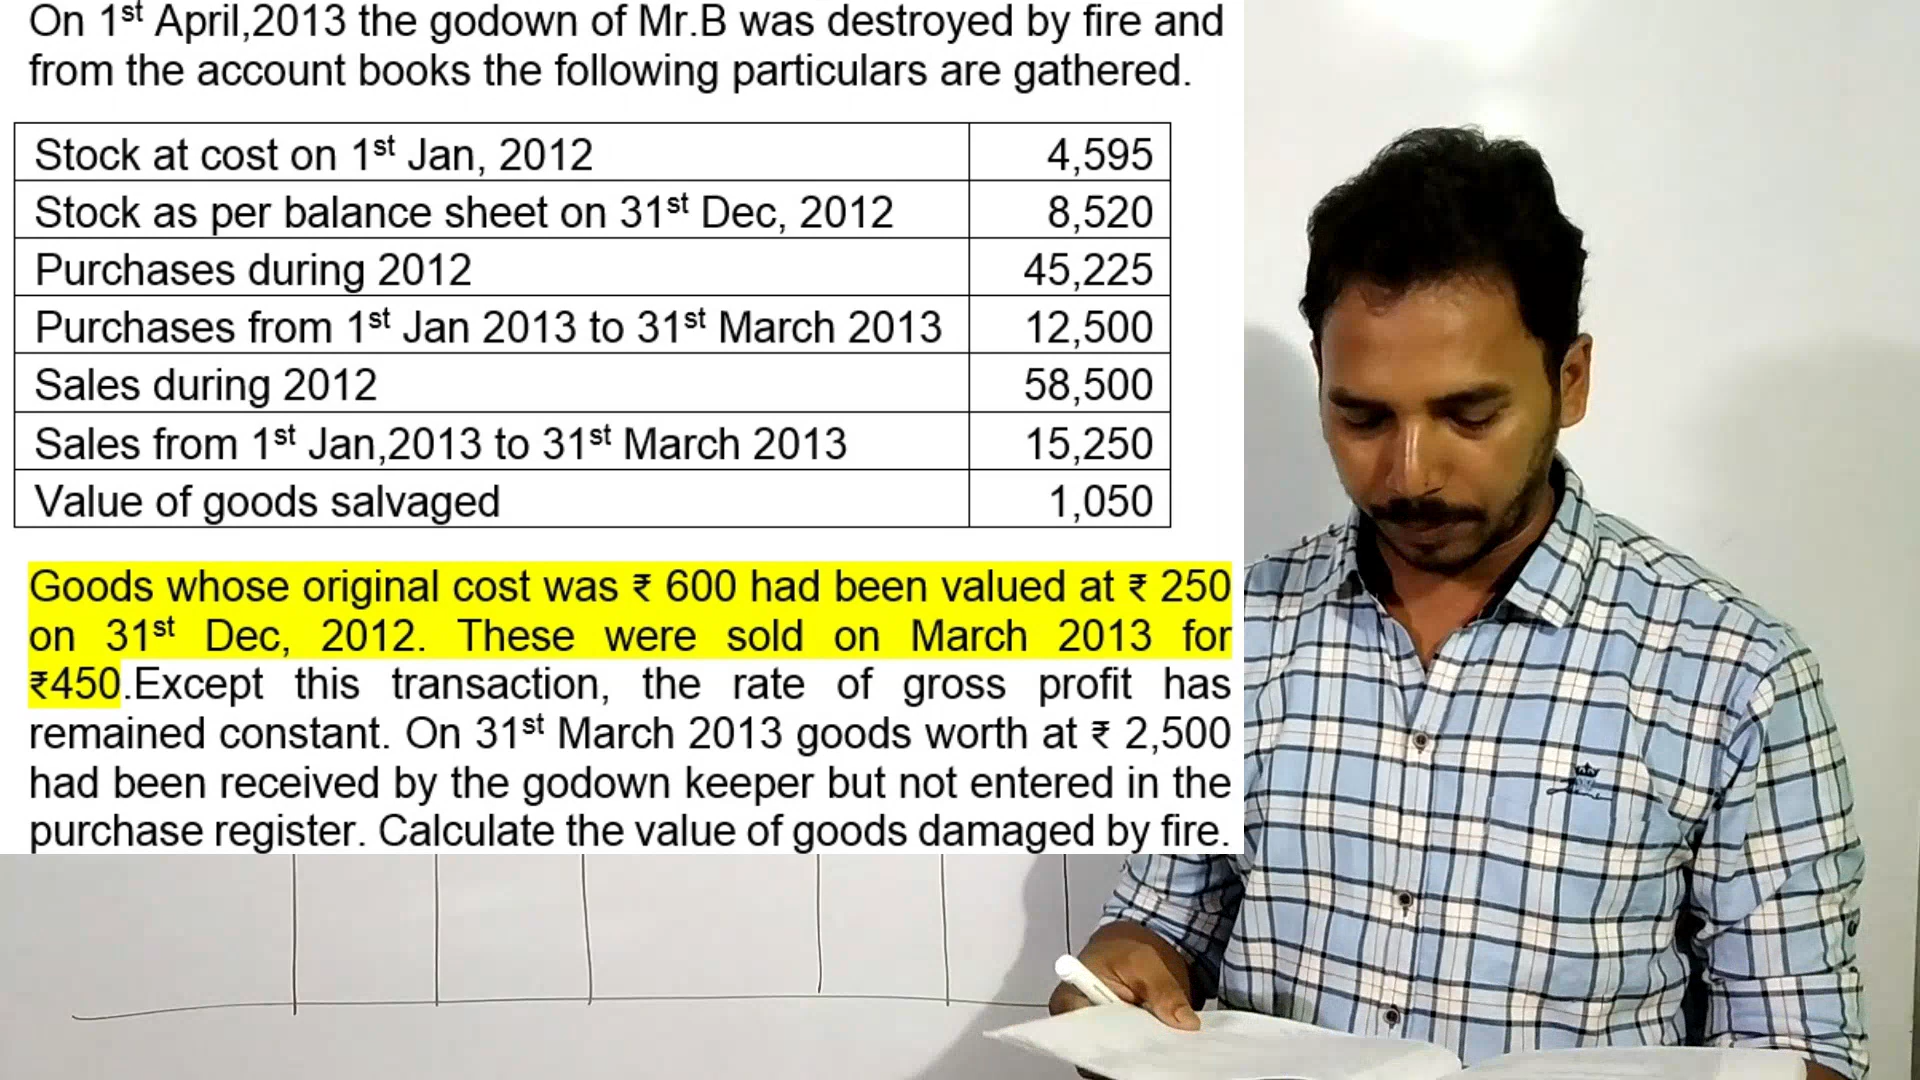 On 1st April,2013 the godown of Mr.B was destroyed by fire and
from the account books the following particulars are gathered.
Stock at cost on 1st Jan, 2012 4,595
Stock as per balance sheet on 31st Dec, 2012 8,520
Purchases during 2012 45,225
Purchases from 1st Jan 2013 to 31st March 2013 12,500
Sales during 2012 58,500
Sales from 1st Jan,2013 to 31st March 2013 15,250
Value of goods salvaged 1,050
Goods whose original cost was ₹ 600 had been valued at ₹ 250
on 31st Dec, 2012. These were sold on March 2013 for
₹450.Except this transaction, the rate of gross profit has
remained constant. On 31st March 2013 goods worth at ₹ 2,500
had been received by the godown keeper but not entered in the
purchase register. Calculate the value of goods damaged by fire.